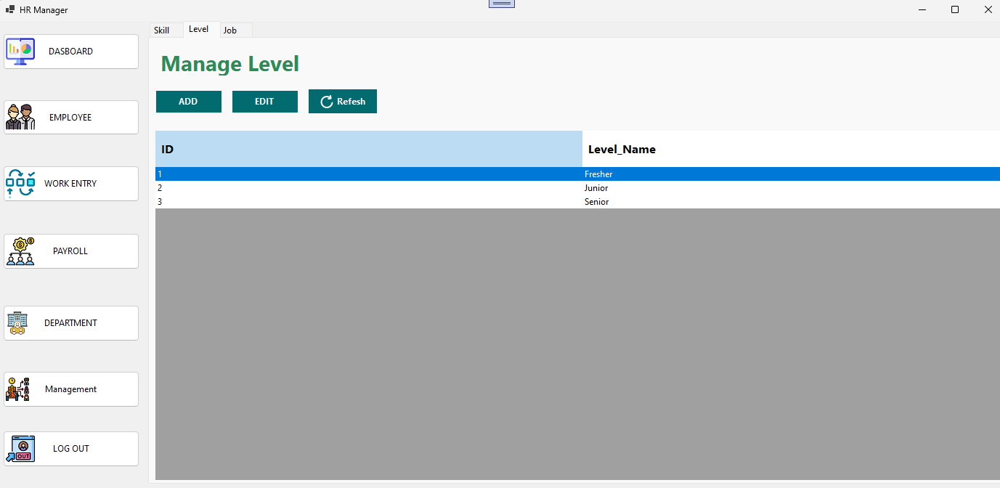 HR Manager
Skill
Level
Job
DASBOARD
EMPLOYEE
WORK ENTRY
PAYROLL
DEPARTMENT
Management
OUT
LOG OUT
Manage Level
ADD
EDIT
Refesh
ID Level_Name
1 Fresher
2 Junior
3 Senior